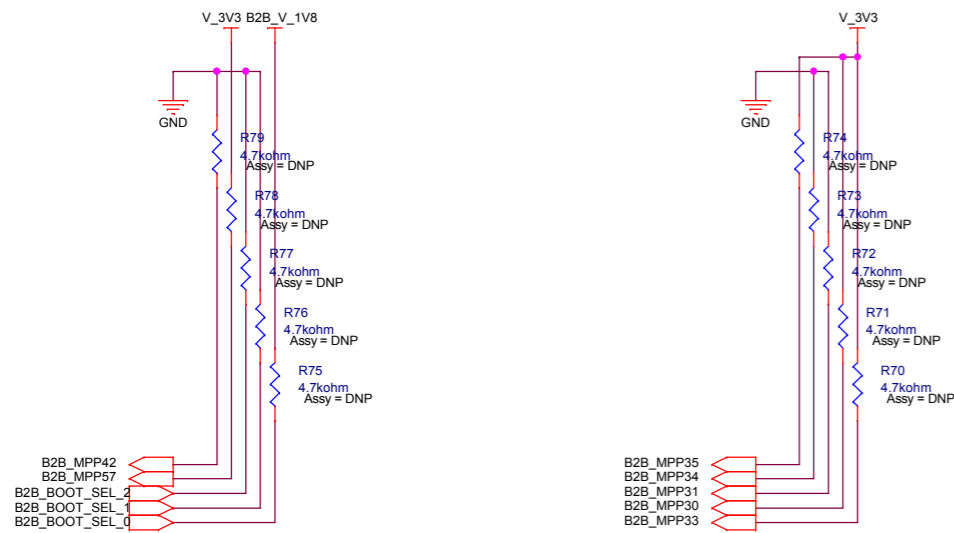 V_3V3 B2B_V_1V8
GND
R79
4.7kohm
Assy = DNP
R78
4.7kohm
Assy = DNP
R77
4.7kohm
Assy = DNP
R76
4.7kohm
Assy = DNP
R75
4.7kohm
Assy = DNP
B2B_MPP42
B2B_MPP57
B2B_BOOT_SEL_2
B2B_BOOT_SEL_1
B2B_BOOT_SEL_0
V_3V3
GND
R74
4.7kohm
Assy = DNP
R73
4.7kohm
Assy = DNP
R72
4.7kohm
Assy = DNP
R71
4.7kohm
Assy = DNP
R70
4.7kohm
Assy = DNP
B2B_MPP35
B2B_MPP34
B2B_MPP31
B2B_MPP30
B2B_MPP33